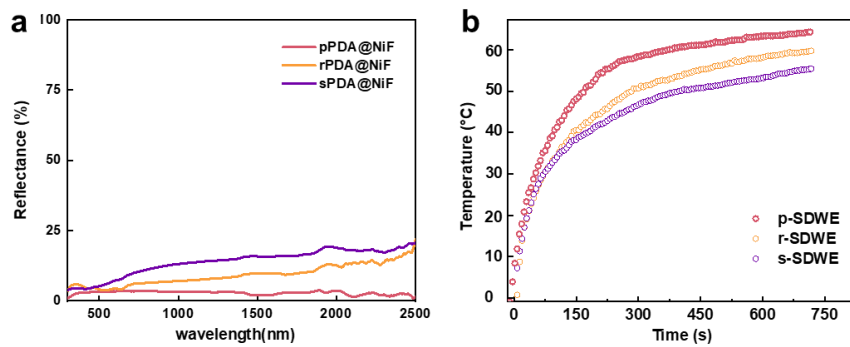 a
100
75
50
25
0
Reflectance (%)
pPDA@NiF
rPDA@NiF
sPDA@NiF
500
1000
1500
2000
2500
wavelength(nm)
b
60
50
40
30
20
10
0
Temperature (°C)
p-SDWE
r-SDWE
s-SDWE
0
150
300
450
600
750
Time (s)